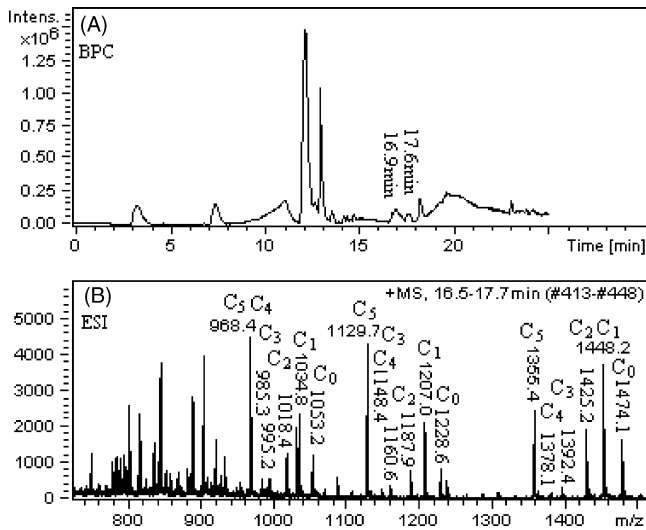 Intens.
×10⁶
(A)
BPC
1.25
1.00
0.75
0.50
0.25
0.00
16.9min
17.6min
0
5
10
15
20
Time [min]
(B)
ESI
+MS, 16.5-17.7min (#413-#448)
5000
4000
3000
2000
1000
0
C₅ C₄
968.4
C₃
985.3
C₂
995.2
1018.4
C₁
1034.8
C₀
1053.2
C₅
1129.7
C₃
C₄
1148.4
1160.6
C₂
1187.9
C₁
1207.0
C₀
1228.6
C₅
1355.4
C₄
1378.1
C₃
1392.4
C₂ C₁
1425.2
1448.2
C₀
1474.1
800
900
1000
1100
1200
1300
1400
m/z